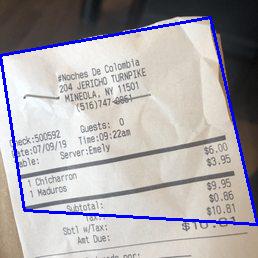 #Noches De Colombia
204 JERICHO TURNPIKE
MINEOLA, NY 11501
(516)747-0861
Check:500592 Guests: 0
Date:07/09/19 Time:09:22am
Table: Server:Emely
1 Chicharron $6.00
1 Maduros $3.95
Subtotal: $9.95
Tax: $0.86
Sbtl w/Tax: $10.81
Amt Due: $10.81